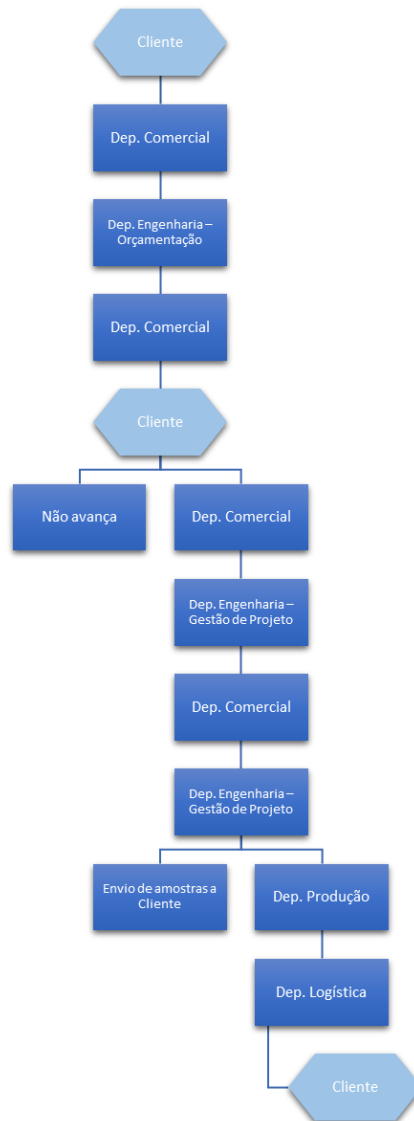 Cliente
Dep. Comercial
Dep. Engenharia –
Orçamentação
Dep. Comercial
Cliente
Não avança
Dep. Comercial
Dep. Engenharia –
Gestão de Projeto
Dep. Comercial
Dep. Engenharia –
Gestão de Projeto
Envio de amostras a
Cliente
Dep. Produção
Dep. Logística
Cliente